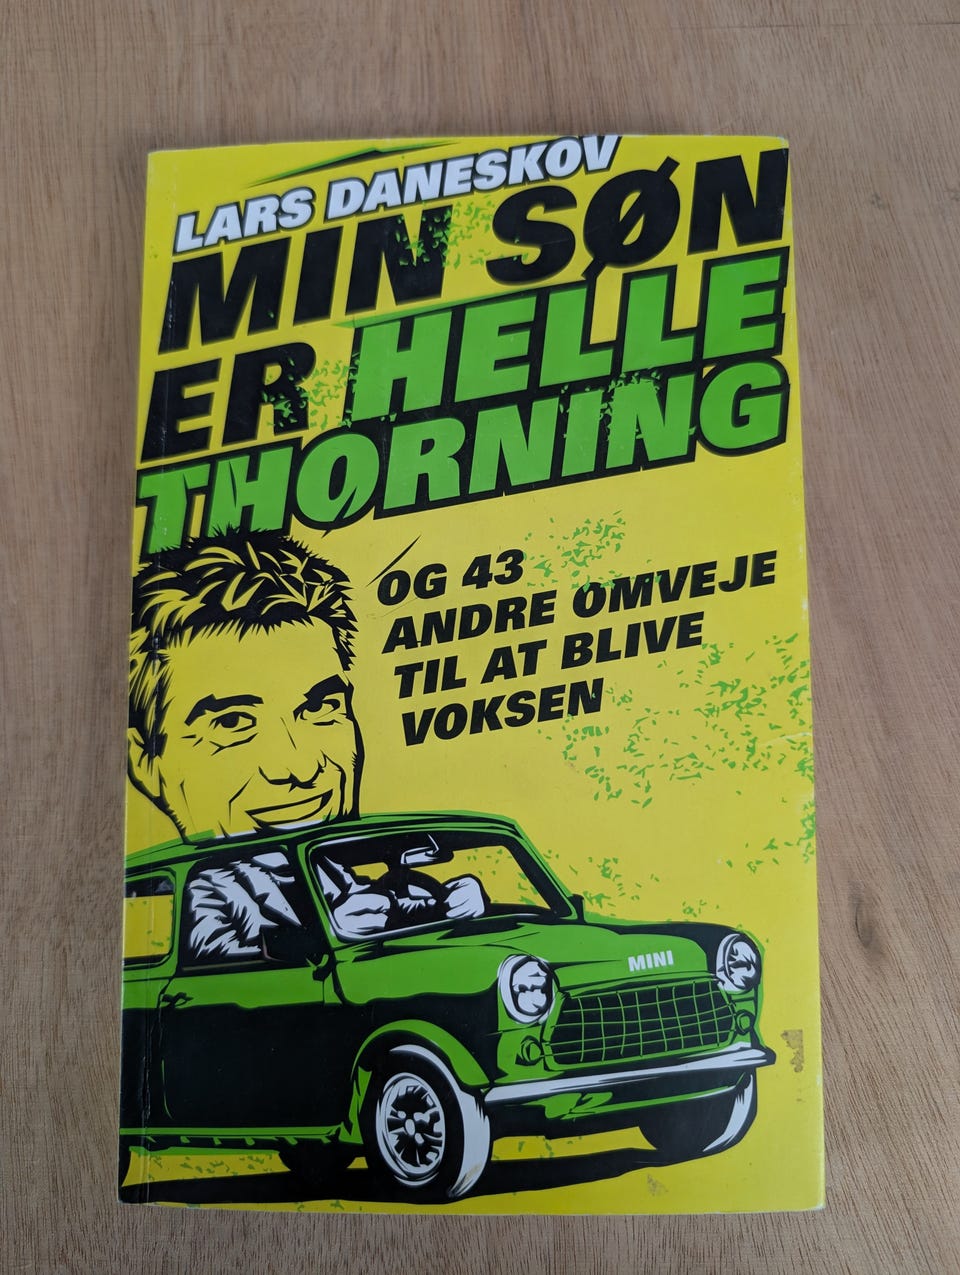 LARS DANESKOV
MIN SØN
ER HELLE
THORNING
OG 43
ANDRE OMVEJE
TIL AT BLIVE
VOKSEN
MINI